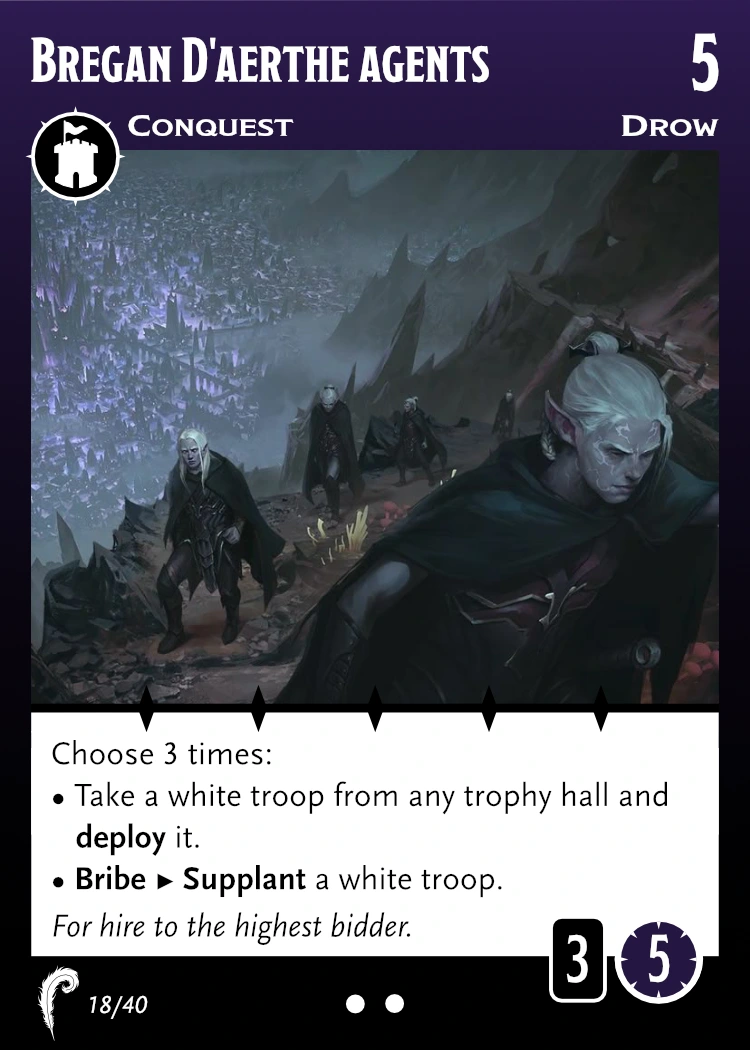 Bregan D'aerthe agents 5
Conquest Drow
Choose 3 times:
• Take a white troop from any trophy hall and
deploy it.
• Bribe ▸ Supplant a white troop.
For hire to the highest bidder.
3 5
18/40